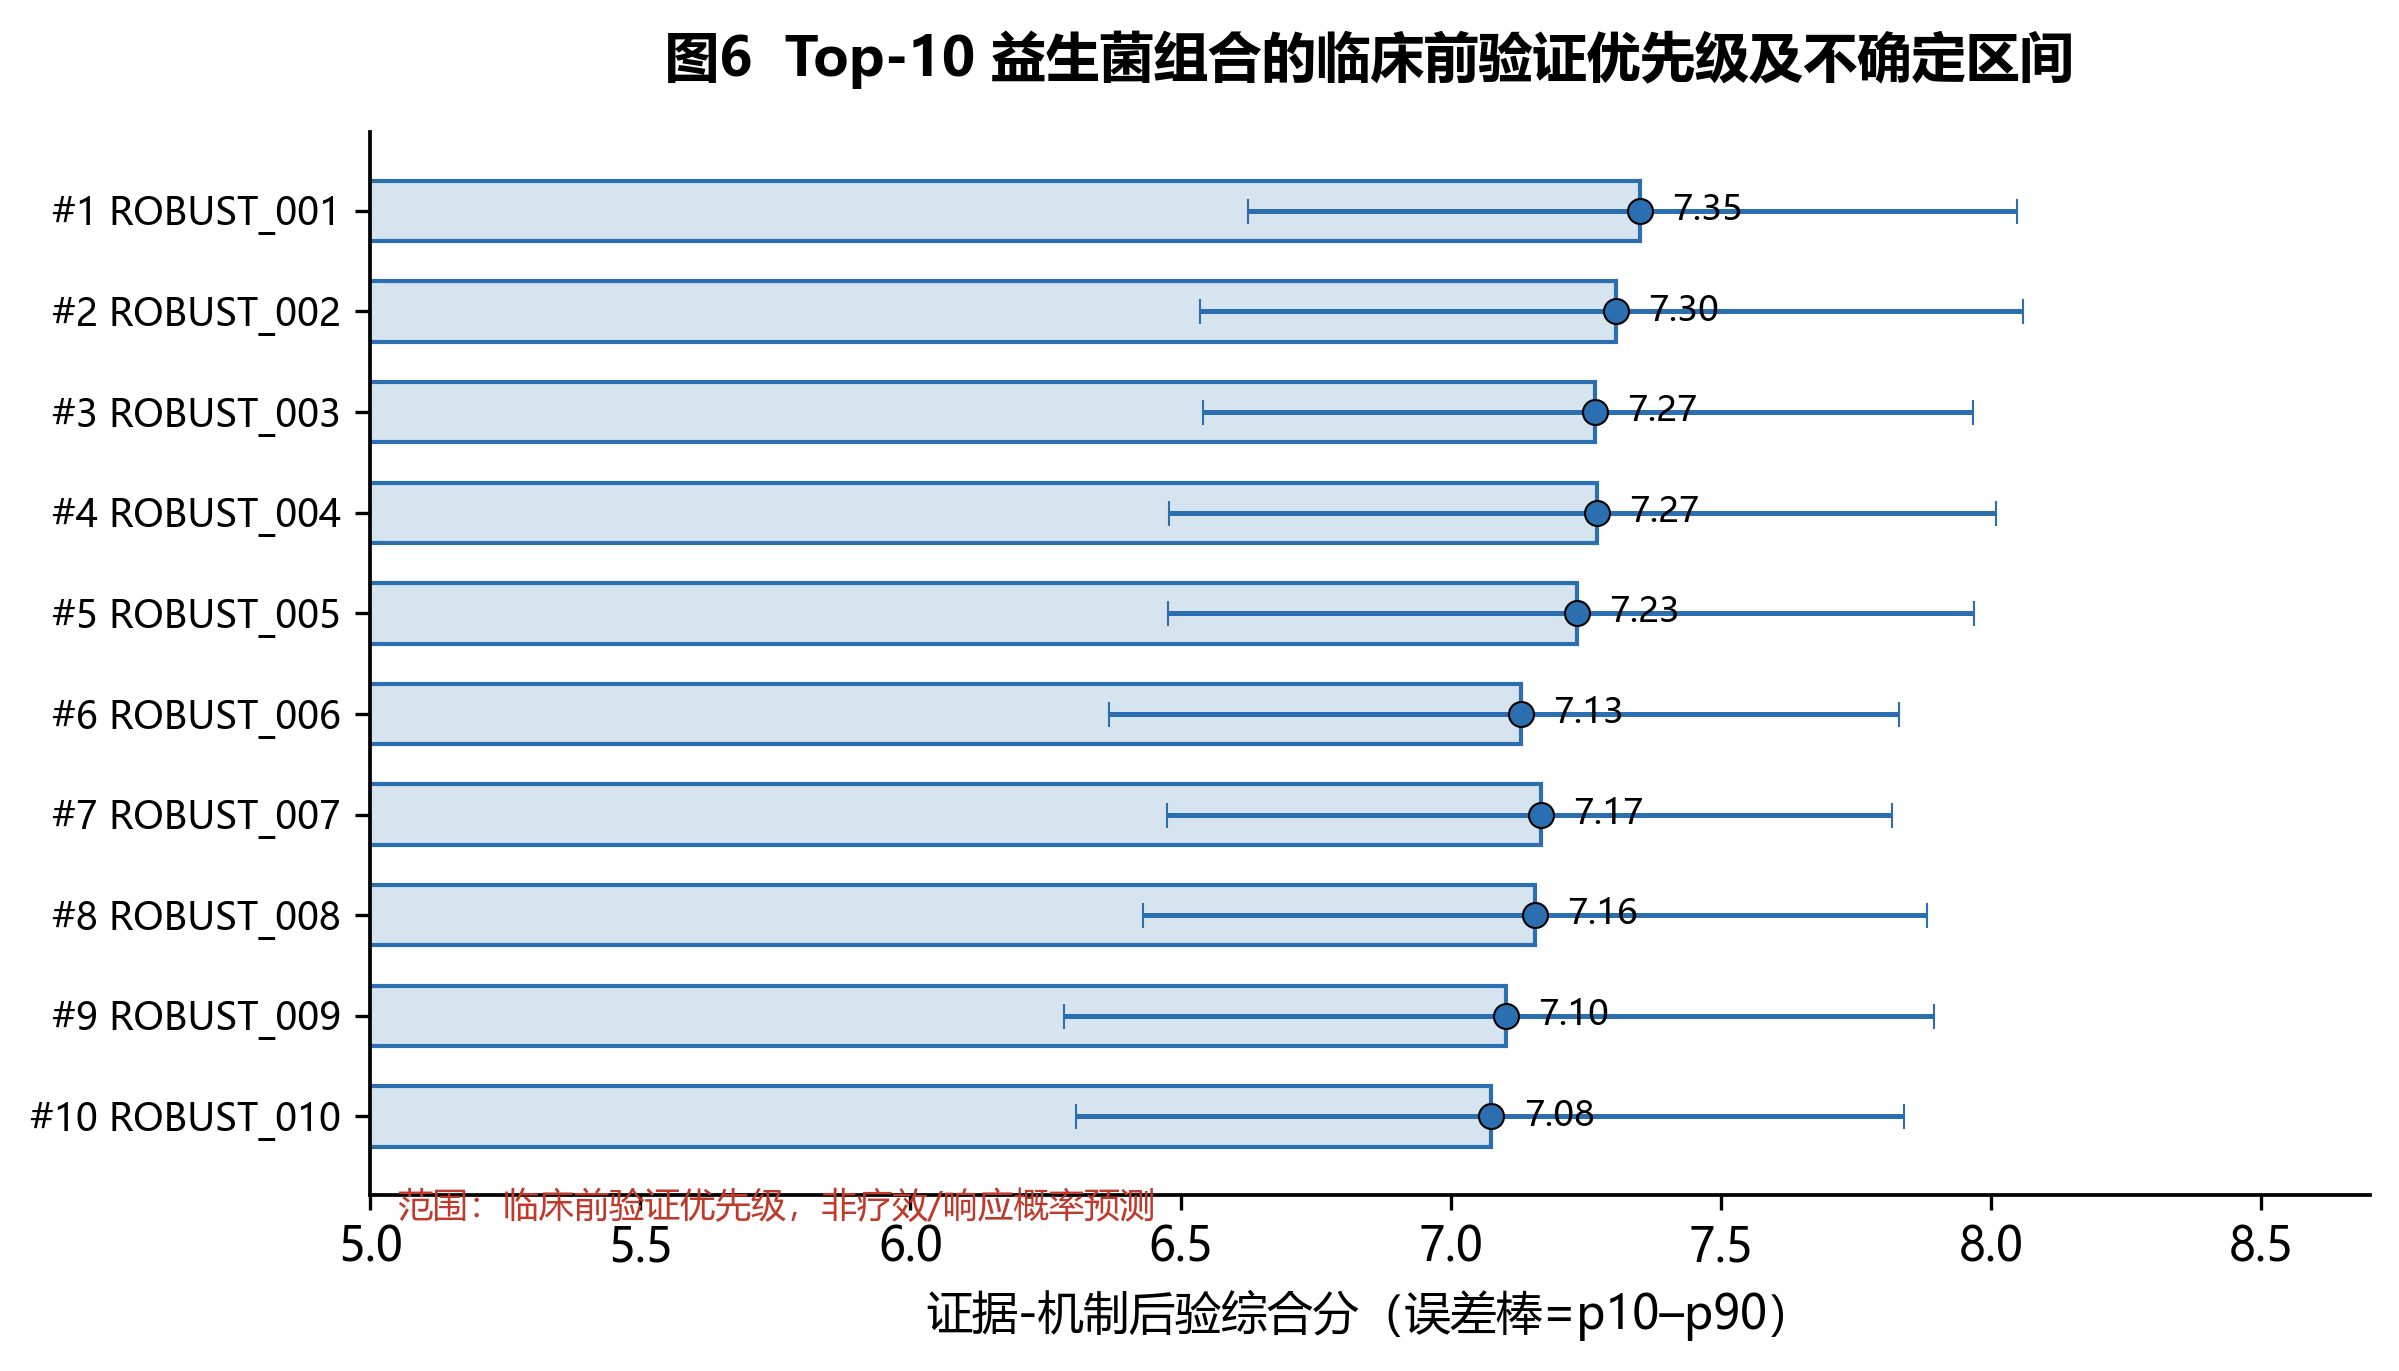 图6  Top-10 益生菌组合的临床前验证优先级及不确定区间
#1 ROBUST_001 7.35
#2 ROBUST_002 7.30
#3 ROBUST_003 7.27
#4 ROBUST_004 7.27
#5 ROBUST_005 7.23
#6 ROBUST_006 7.13
#7 ROBUST_007 7.17
#8 ROBUST_008 7.16
#9 ROBUST_009 7.10
#10 ROBUST_010 7.08
范围：临床前验证优先级，非疗效/响应概率预测
5.0 5.5 6.0 6.5 7.0 7.5 8.0 8.5
证据-机制后验综合分（误差棒=p10–p90）